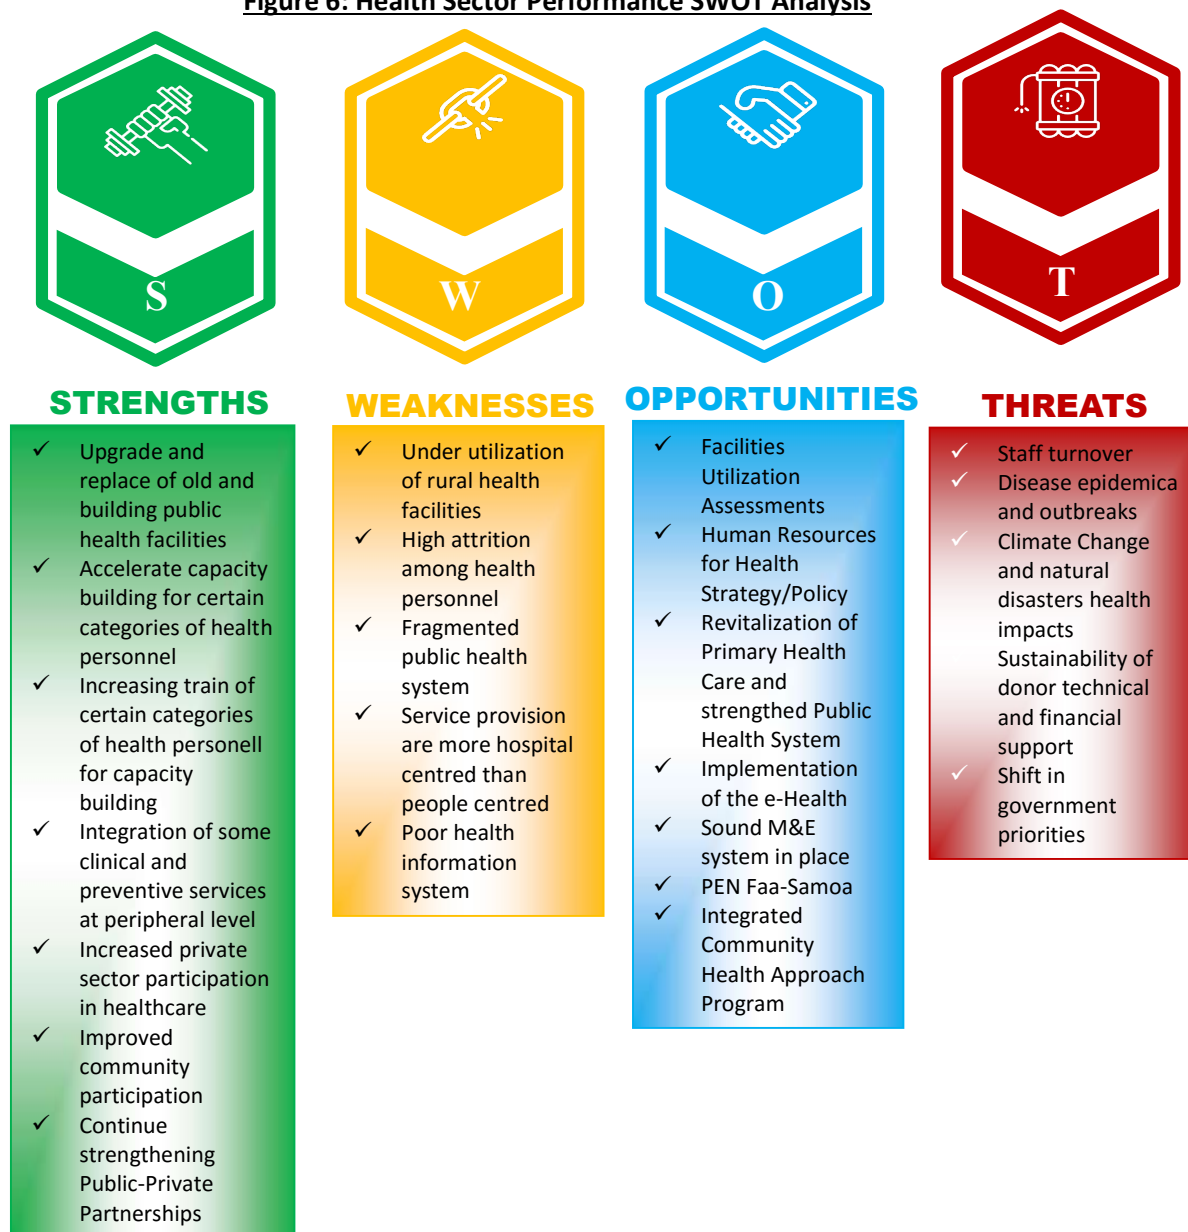 Figure 6: Health Sector Performance SWOT Analysis
S
W
O
T
STRENGTHS
✓ Upgrade and
replace of old and
building public
health facilities
✓ Accelerate capacity
building for certain
categories of health
personnel
✓ Increasing train of
certain categories
of health personell
for capacity
building
✓ Integration of some
clinical and
preventive services
at peripheral level
✓ Increased private
sector participation
in healthcare
✓ Improved
community
participation
✓ Continue
strengthening
Public-Private
Partnerships
WEAKNESSES
✓ Under utilization
of rural health
facilities
✓ High attrition
among health
personnel
✓ Fragmented
public health
system
✓ Service provision
are more hospital
centred than
people centred
✓ Poor health
information
system
OPPORTUNITIES
✓ Facilities
Utilization
Assessments
✓ Human Resources
for Health
Strategy/Policy
✓ Revitalization of
Primary Health
Care and
strengthed Public
Health System
✓ Implementation
of the e-Health
✓ Sound M&E
system in place
✓ PEN Faa-Samoa
✓ Integrated
Community
Health Approach
Program
THREATS
✓ Staff turnover
✓ Disease epidemica
and outbreaks
✓ Climate Change
and natural
disasters health
impacts
Sustainability of
donor technical
and financial
support
✓ Shift in
government
priorities